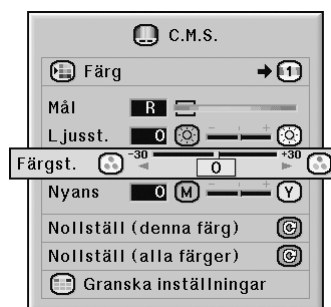 C.M.S.
Färg 1
Mål R
Ljusst. 0 - +
Färgst. -30 0 +30
Nyans 0 M - + Y
Nollställ (denna färg)
Nollställ (alla färger)
Granska inställningar